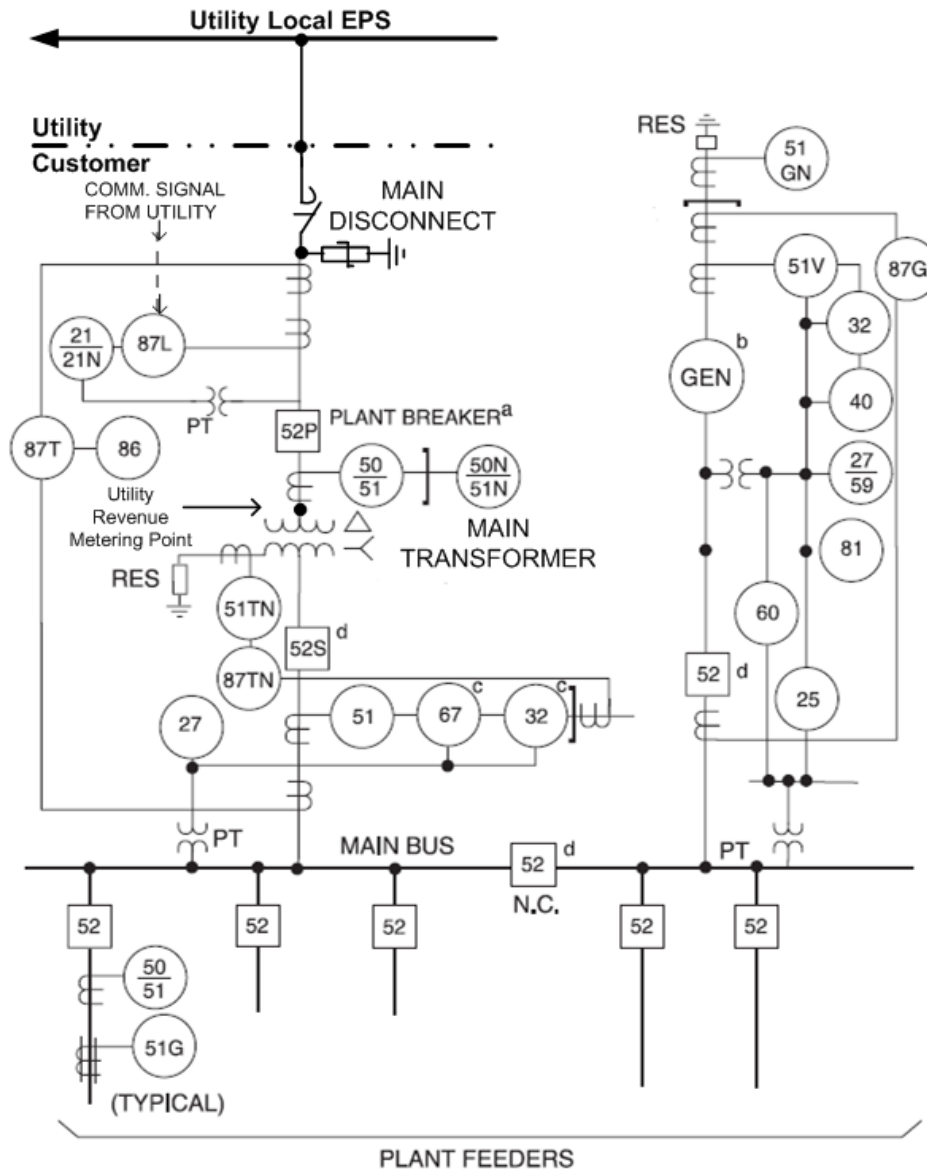 Utility Local EPS
Utility
Customer
COMM. SIGNAL
FROM UTILITY
MAIN
DISCONNECT
RES
51
GN
51V
87G
32
b
GEN
40
27
59
81
60
52
d
25
21
21N
87L
PT
52P
PLANT BREAKER a
87T
86
50
51
50N
51N
Utility
Revenue
Metering Point
MAIN
TRANSFORMER
RES
51TN
52S
d
87TN
27
51
67
c
32
c
PT
MAIN BUS
52
d
N.C.
PT
52
52
52
52
52
50
51
51G
(TYPICAL)
PLANT FEEDERS